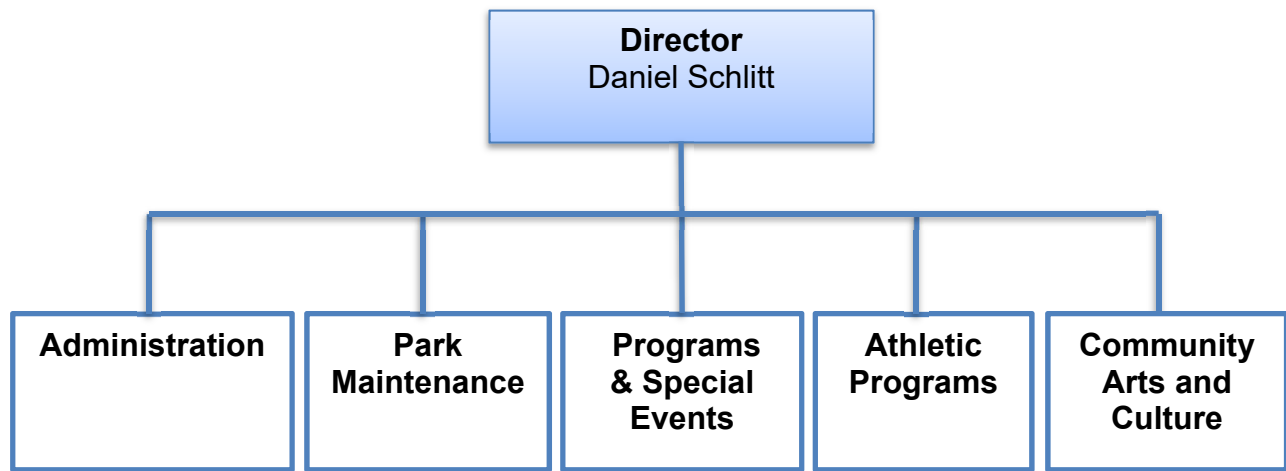 Director
Daniel Schlitt
Administration
Park
Maintenance
Programs
& Special
Events
Athletic
Programs
Community
Arts and
Culture